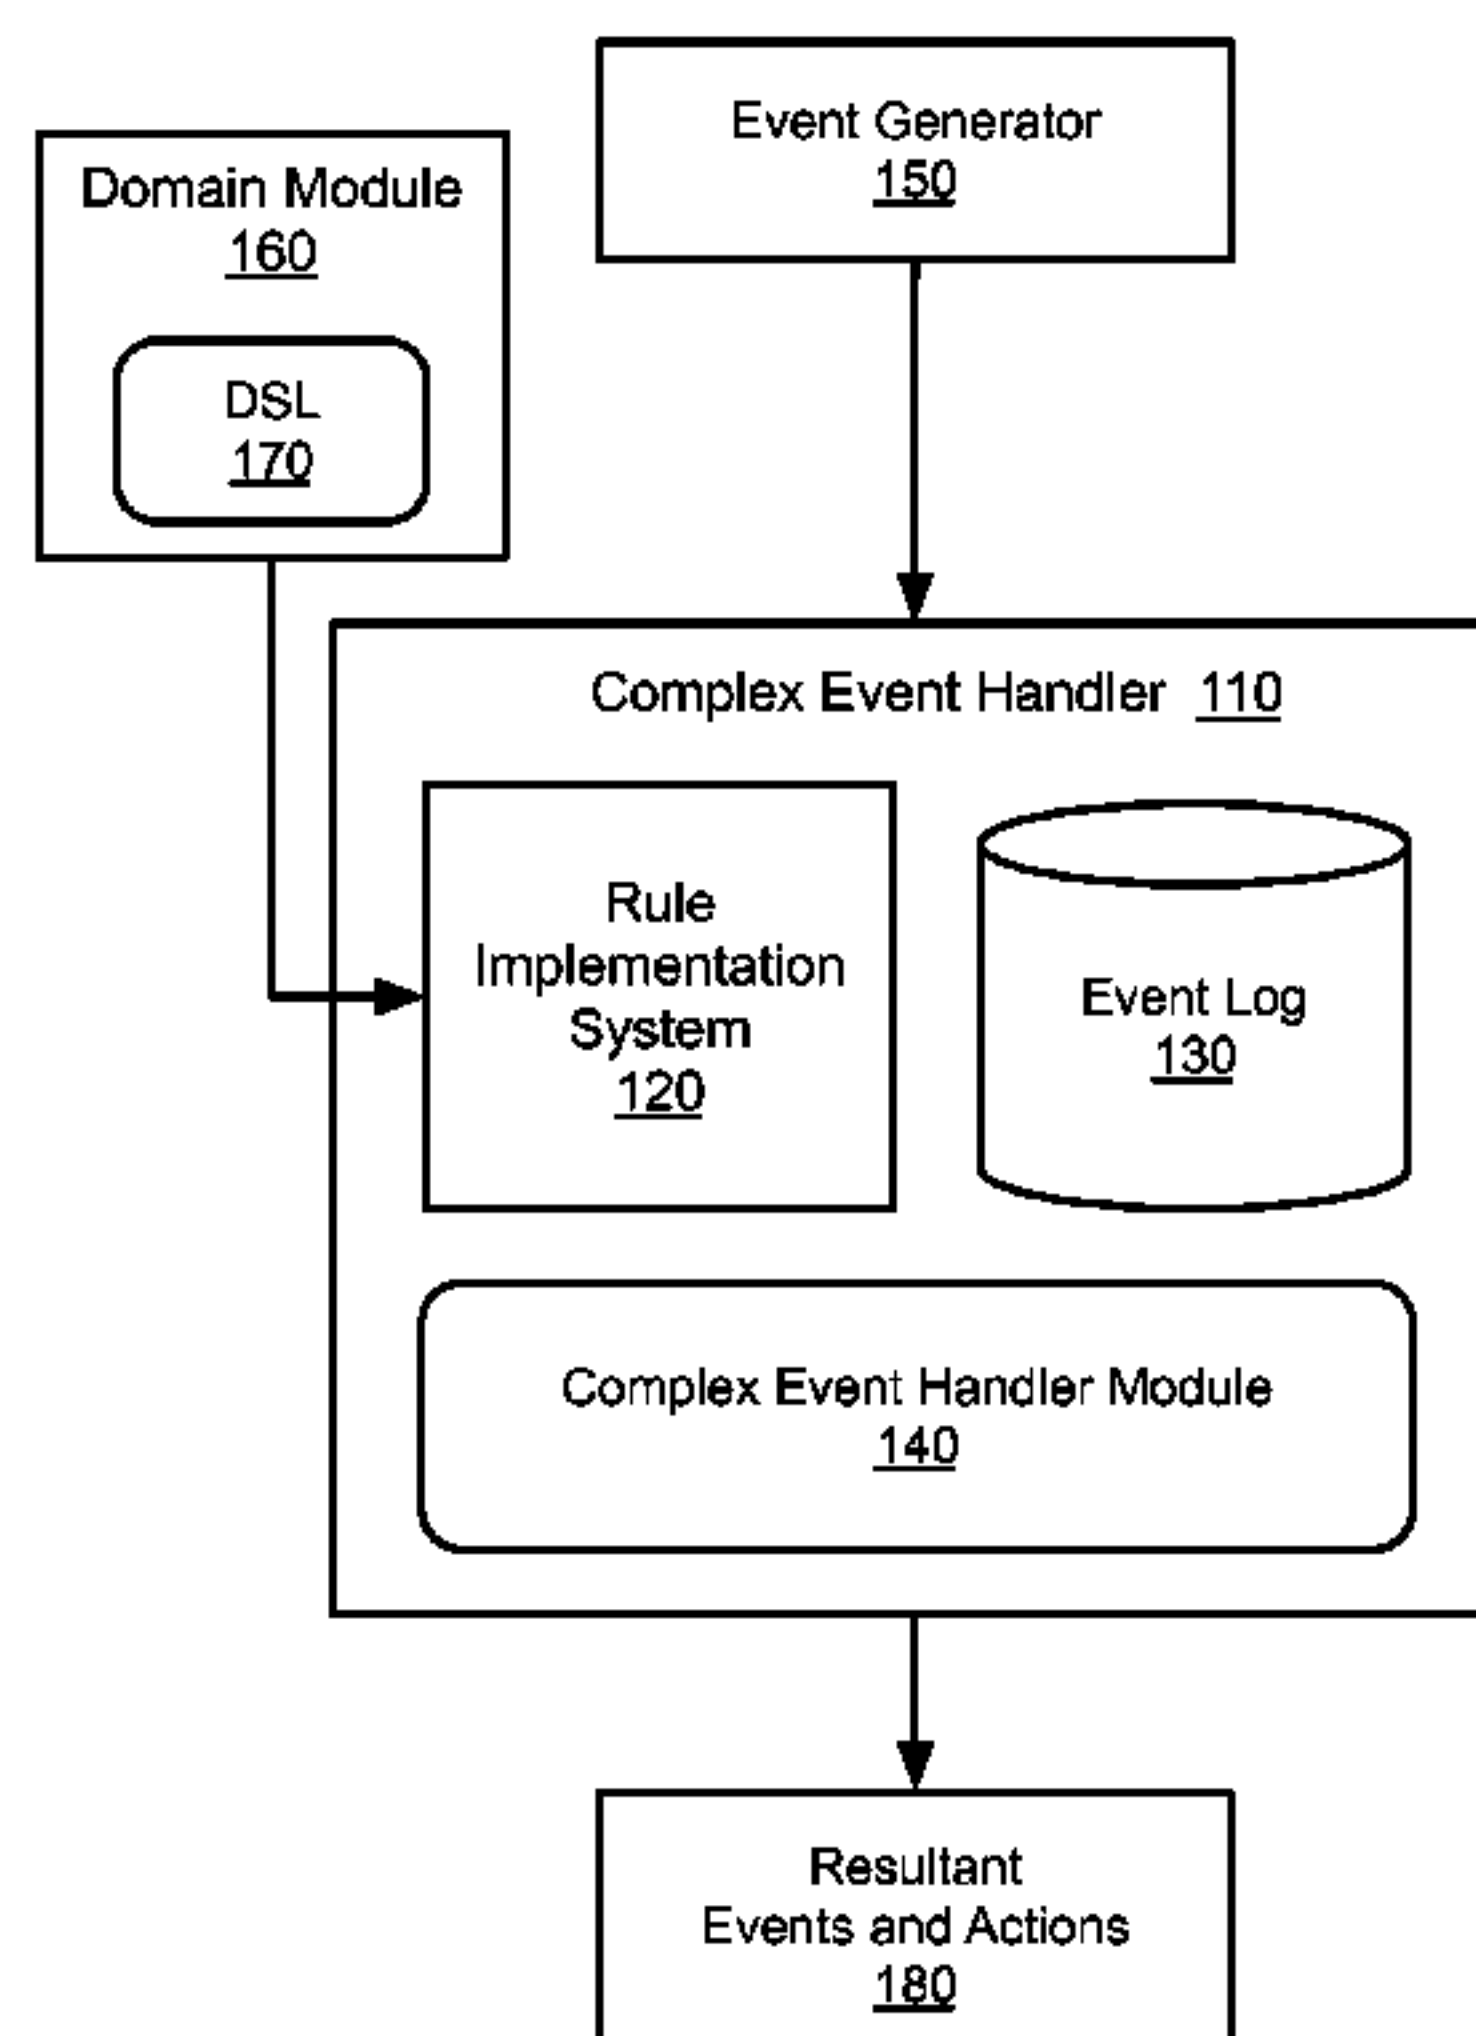 Event Generator
150
Domain Module
160
DSL
170
Complex Event Handler 110
Rule
Implementation
System
120
Event Log
130
Complex Event Handler Module
140
Resultant
Events and Actions
180